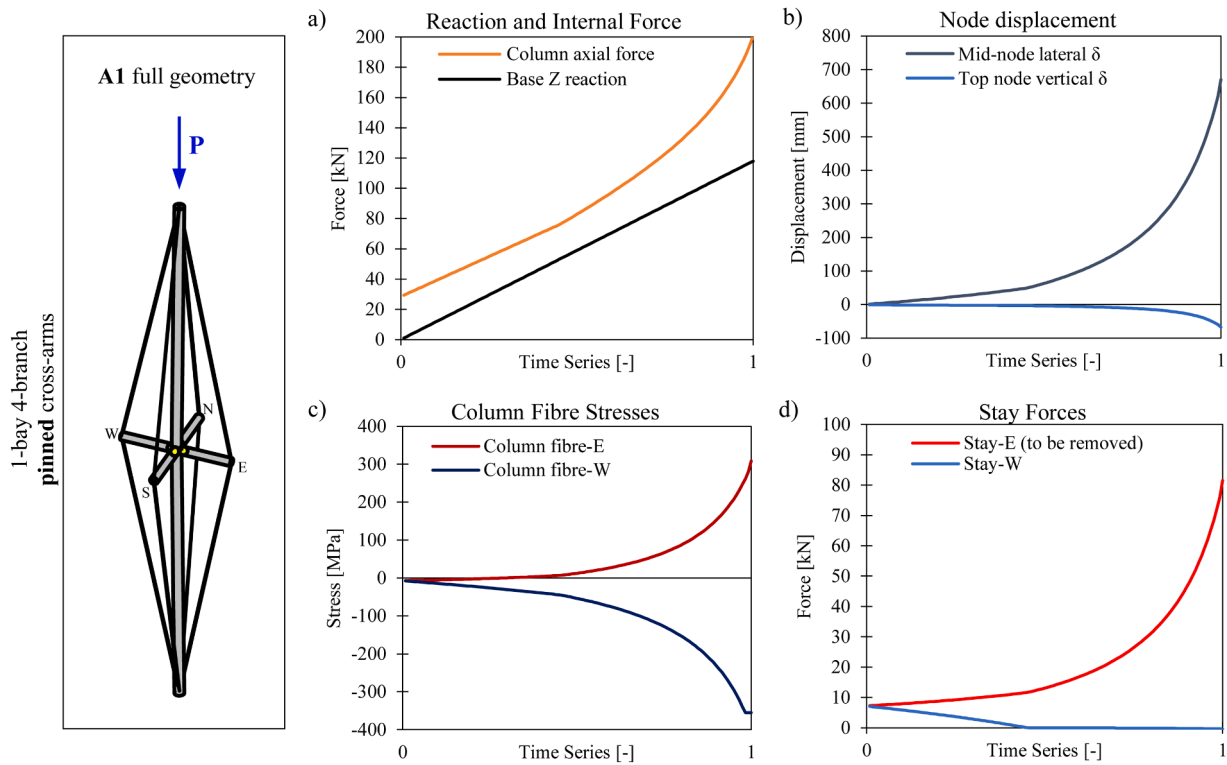 A1 full geometry
P
N
W
E
S
1-bay 4-branch
pinned cross-arms
a)
Reaction and Internal Force
Column axial force
Base Z reaction
200
180
160
140
120
100
80
60
40
20
0
Force [kN]
0
1
Time Series [-]
b)
Node displacement
Mid-node lateral δ
Top node vertical δ
800
700
600
500
400
300
200
100
0
-100
Displacement [mm]
0
1
Time Series [-]
c)
Column Fibre Stresses
Column fibre-E
Column fibre-W
400
300
200
100
0
-100
-200
-300
-400
Stress [MPa]
0
1
Time Series [-]
d)
Stay Forces
Stay-E (to be removed)
Stay-W
100
90
80
70
60
50
40
30
20
10
0
Force [kN]
0
1
Time Series [-]